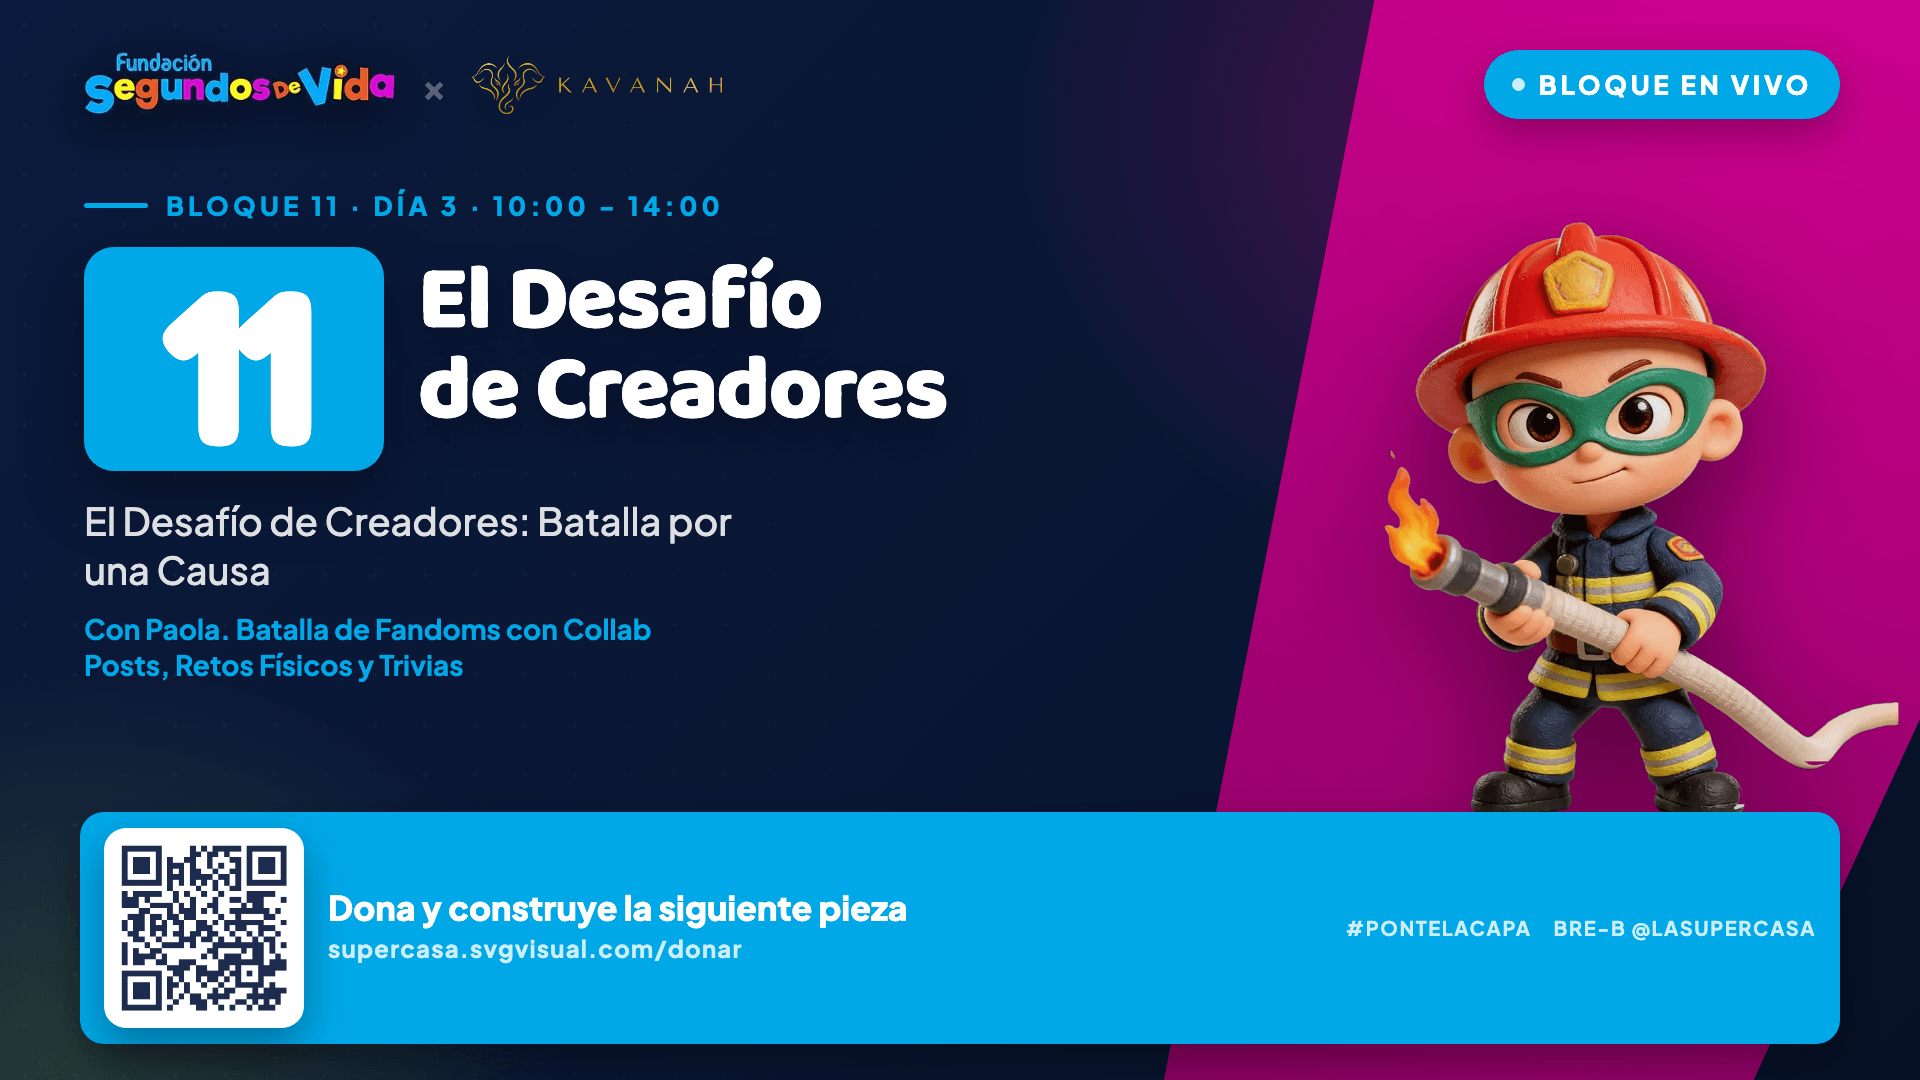 Fundación
Segundos DE Vida × KAVANAH
BLOQUE EN VIVO
BLOQUE 11 · DÍA 3 · 10:00 – 14:00
11
El Desafío
de Creadores
El Desafío de Creadores: Batalla por
una Causa
Con Paola. Batalla de Fandoms con Collab
Posts, Retos Físicos y Trivias
Dona y construye la siguiente pieza
supercasa.svgvisual.com/donar
#PONTELACAPA BRE-B @LASUPERCASA